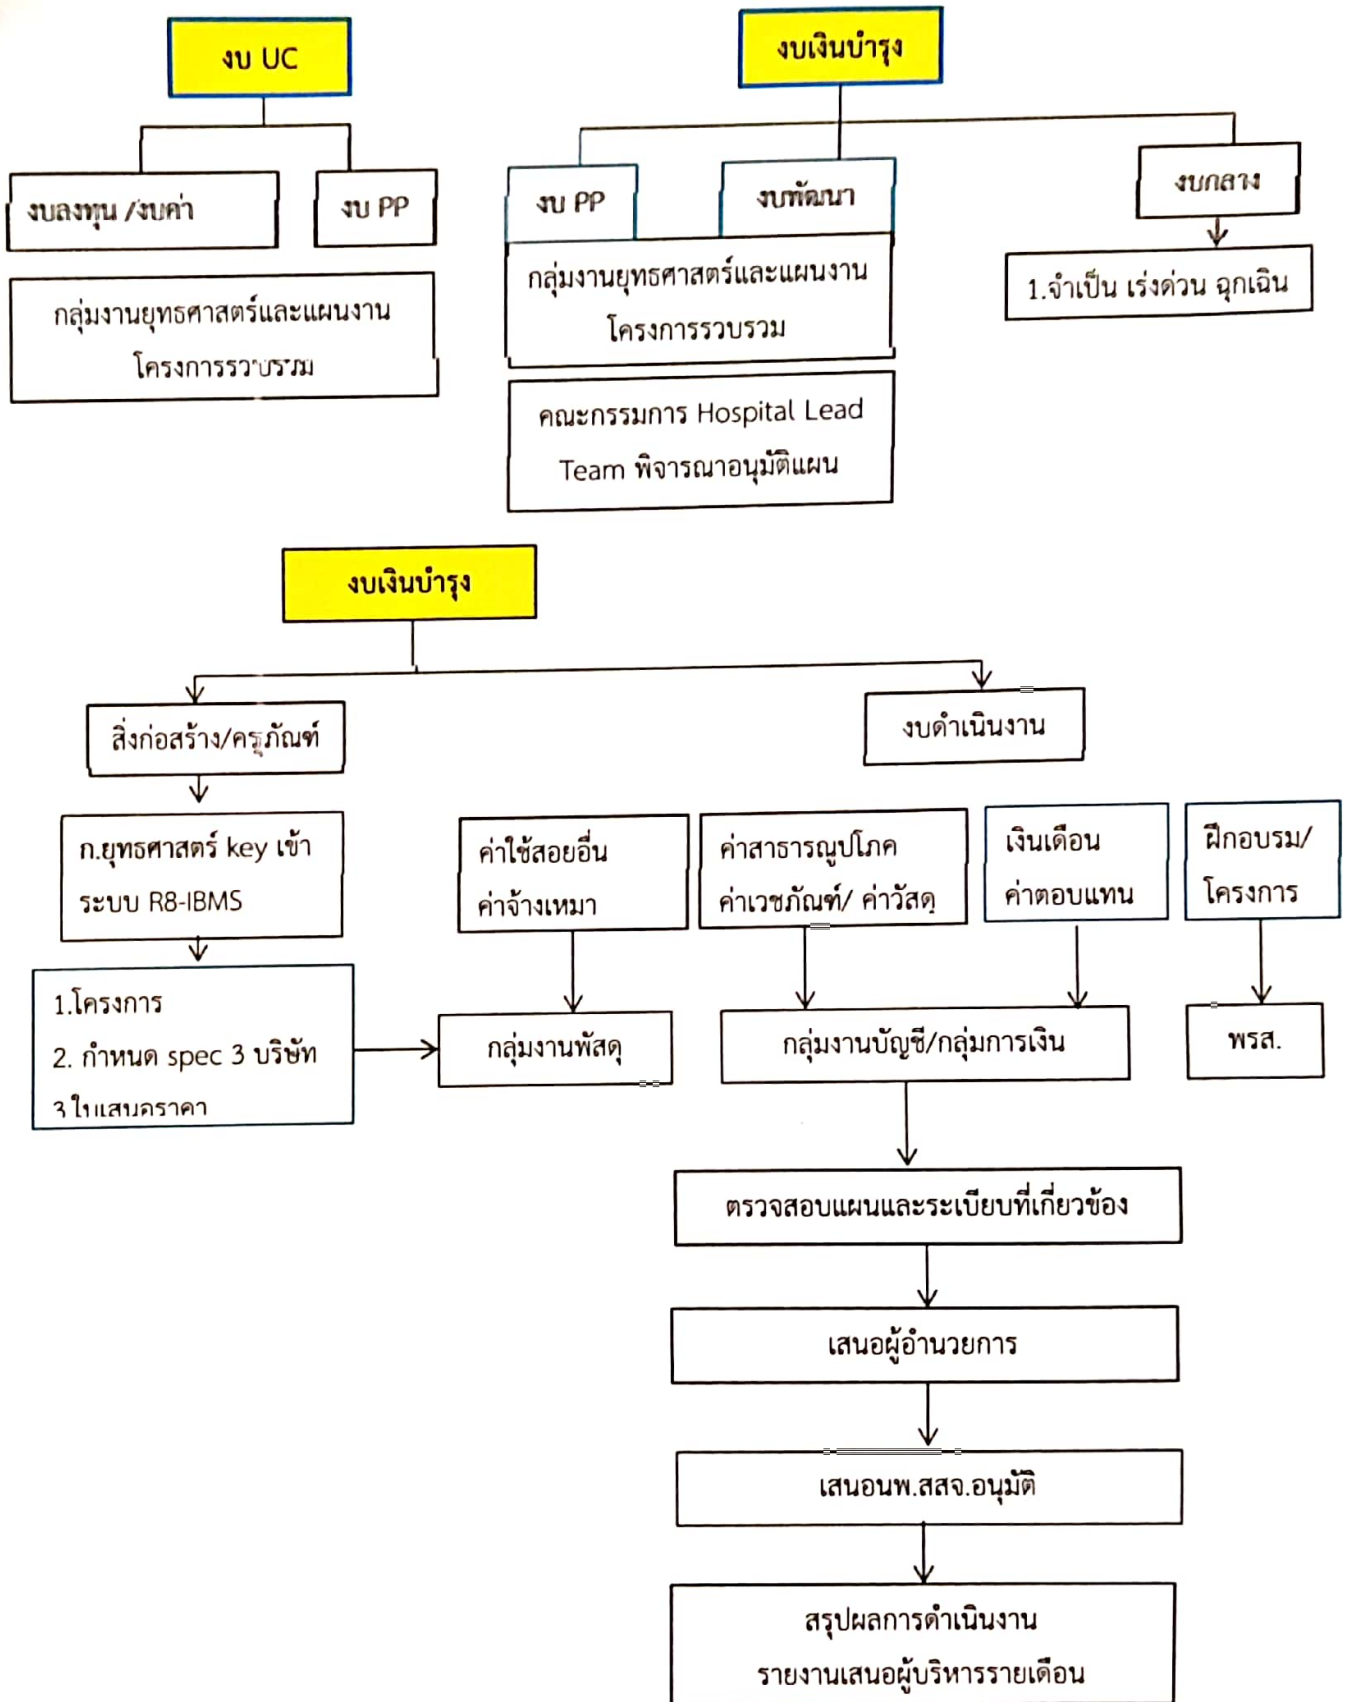 งบ UC
งบเงินบำรุง
งบลงทุน /งบค่า
งบ PP
งบ PP
งบพัฒนา
งบกลาง
กลุ่มงานยุทธศาสตร์และแผนงาน
โครงการรวบรวม
กลุ่มงานยุทธศาสตร์และแผนงาน
โครงการรวบรวม
1.จำเป็น เร่งด่วน ฉุกเฉิน
คณะกรรมการ Hospital Lead
Team พิจารณาอนุมัติแผน
งบเงินบำรุง
สิ่งก่อสร้าง/ครุภัณฑ์
งบดำเนินงาน
ก.ยุทธศาสตร์ key เข้า
ระบบ R8-IBMS
ค่าใช้สอยอื่น
ค่าจ้างเหมา
ค่าสาธารณูปโภค
ค่าเวชภัณฑ์/ ค่าวัสดุ
เงินเดือน
ค่าตอบแทน
ฝึกอบรม/
โครงการ
1.โครงการ
2. กำหนด spec 3 บริษัท
3.ใบเสนอราคา
กลุ่มงานพัสดุ
กลุ่มงานบัญชี/กลุ่มการเงิน
พรส.
ตรวจสอบแผนและระเบียบที่เกี่ยวข้อง
เสนอผู้อำนวยการ
เสนอนพ.สสจ.อนุมัติ
สรุปผลการดำเนินงาน
รายงานเสนอผู้บริหารรายเดือน